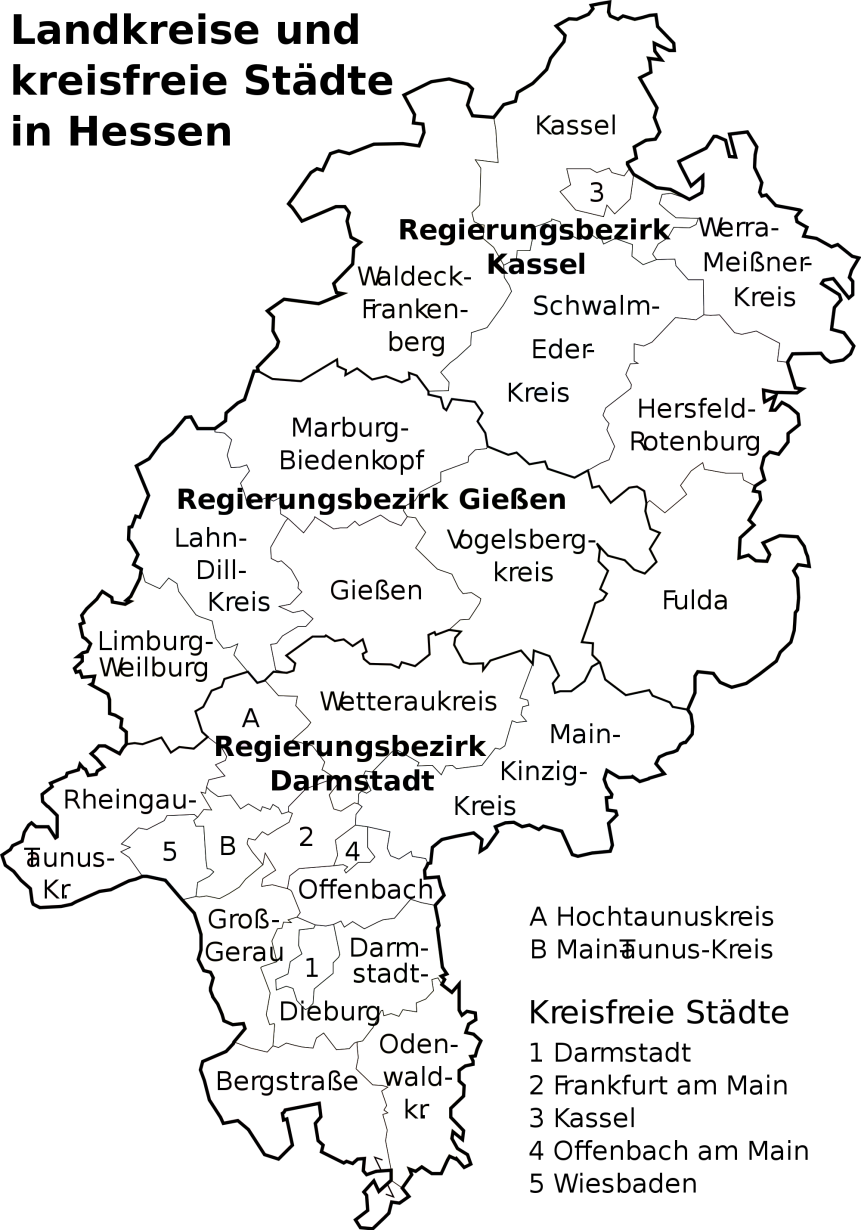 Landkreise und
kreisfreie Städte
in Hessen
Kassel
3
Regierungsbezirk
Kassel
Werra-
Meißner-
Kreis
Waldeck-
Franken-
berg
Schwalm-
Eder-
Kreis
Hersfeld-
Rotenburg
Marburg-
Biedenkopf
Regierungsbezirk Gießen
Lahn-
Dill-
Kreis
Gießen
Vogelsberg-
kreis
Fulda
Limburg-
Weilburg
A
Wetteraukreis
Regierungsbezirk
Darmstadt
Main-
Kinzig-
Kreis
Rheingau-
Taunus-
Kr.
5
B
2
4
Offenbach
Groß-
Gerau
1
Darm-
stadt-
Dieburg
Oden-
wald-
kr.
Bergstraße
A Hochtaunuskreis
B Main-Taunus-Kreis
Kreisfreie Städte
1 Darmstadt
2 Frankfurt am Main
3 Kassel
4 Offenbach am Main
5 Wiesbaden